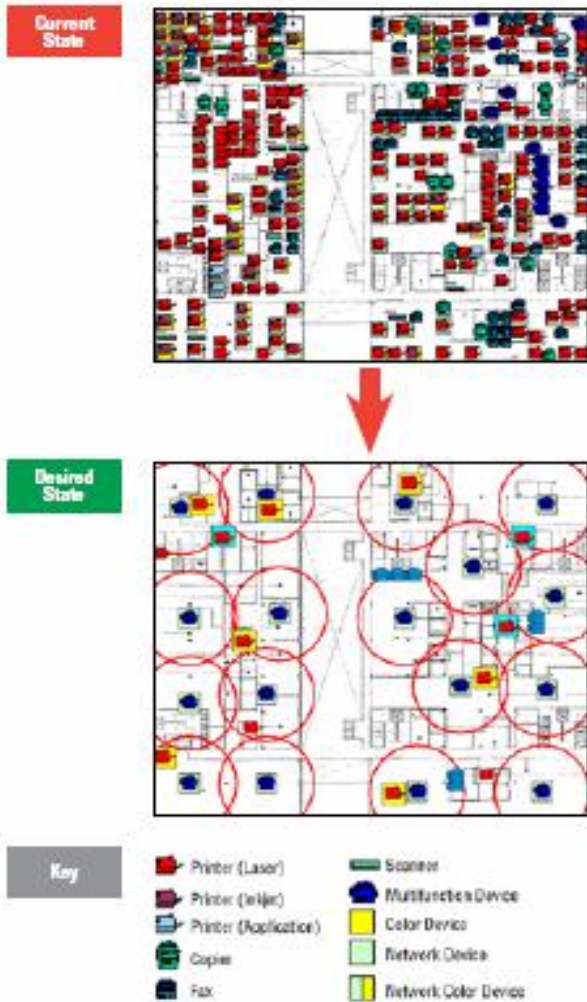 Current
State
Desired
State
Key
Printer (Laser)
Printer (Inkjet)
Printer (Application)
Copier
Fax
Scanner
Multifunction Device
Color Device
Network Device
Network Color Device